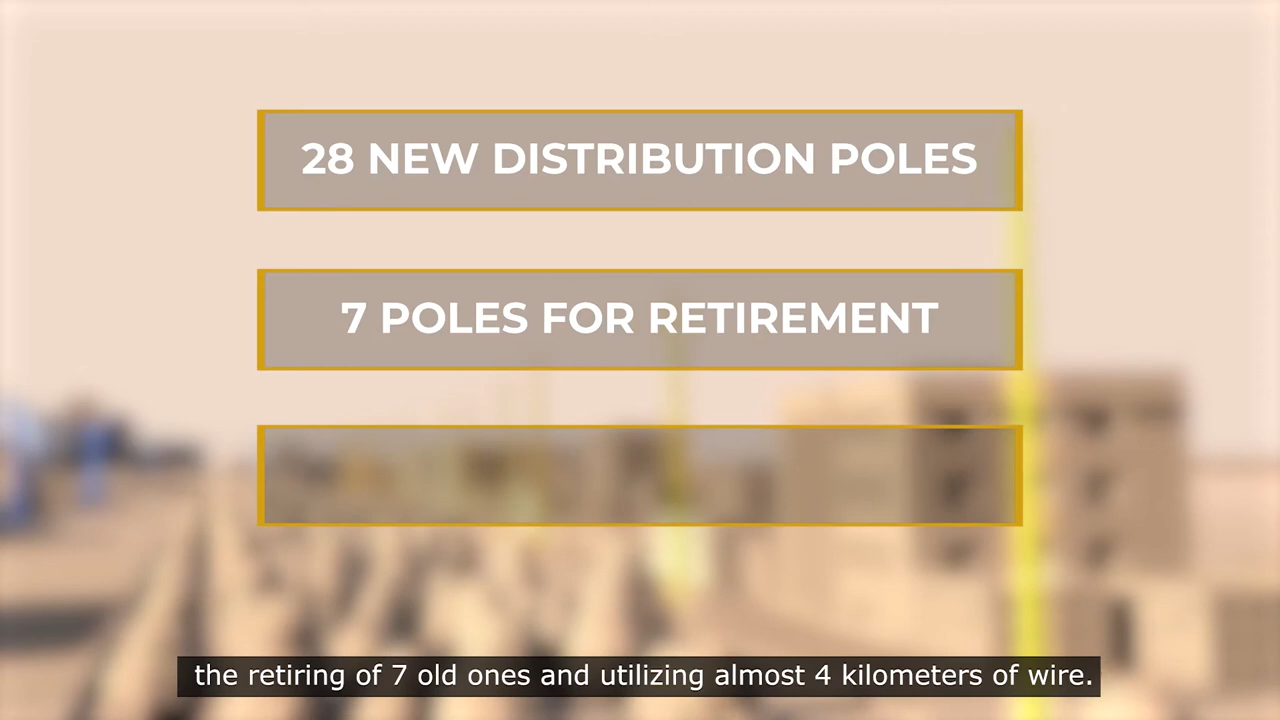 28 NEW DISTRIBUTION POLES
7 POLES FOR RETIREMENT
the retiring of 7 old ones and utilizing almost 4 kilometers of wire.